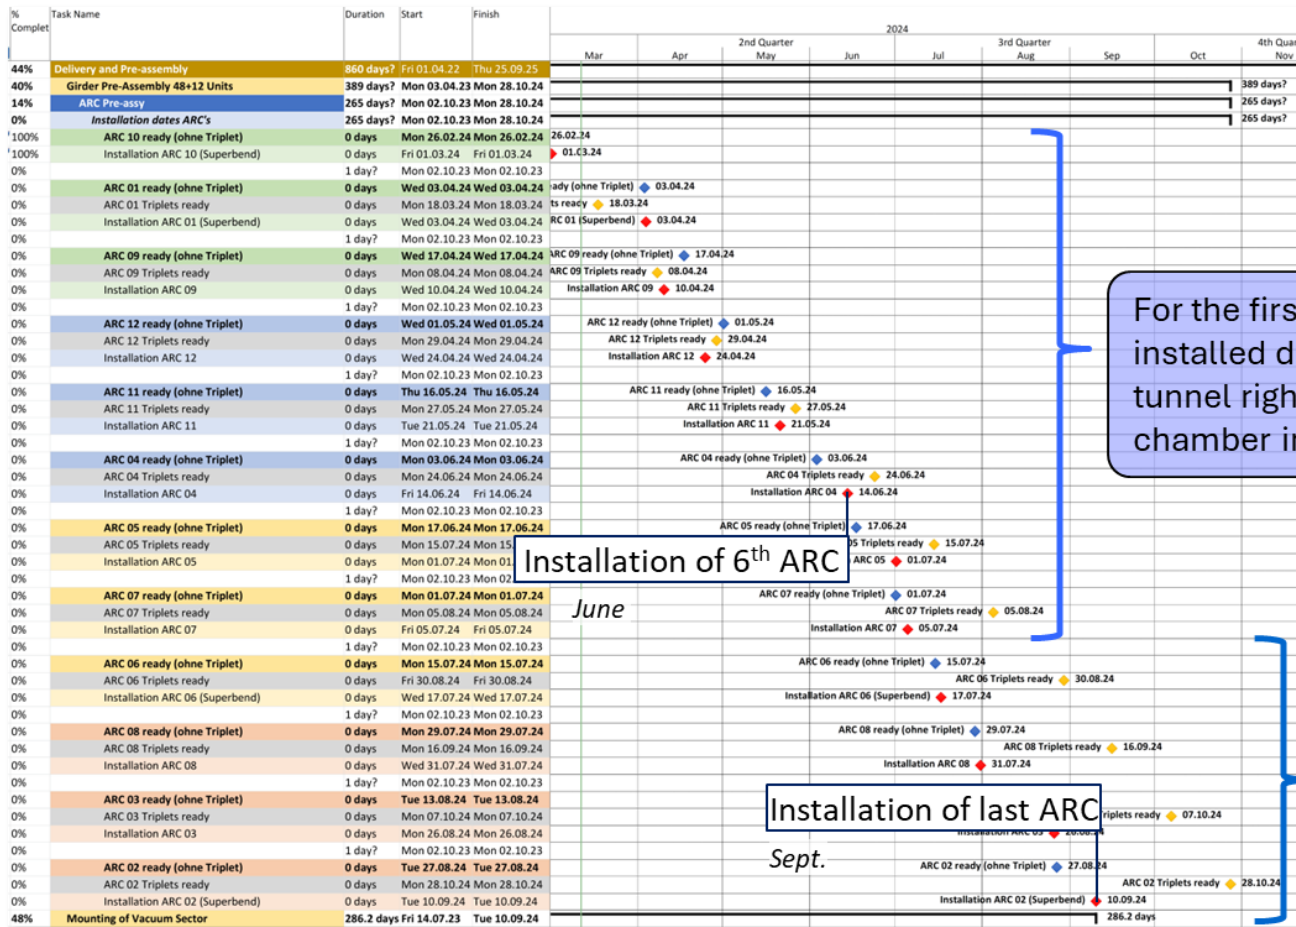 % Complet Task Name Duration Start Finish
2024
2nd Quarter 3rd Quarter 4th Quar
Mar Apr May Jun Jul Aug Sep Oct Nov
44% Delivery and Pre-assembly 860 days? Fri 01.04.22 Thu 25.09.25
40% Girder Pre-Assembly 48+12 Units 389 days? Mon 03.04.23 Mon 28.10.24 389 days?
14% ARC Pre-assy 265 days? Mon 02.10.23 Mon 28.10.24 265 days?
0% Installation dates ARC's 265 days? Mon 02.10.23 Mon 28.10.24 265 days?
100% ARC 10 ready (ohne Triplet) 0 days Mon 26.02.24 Mon 26.02.24 26.02.24
100% Installation ARC 10 (Superbend) 0 days Fri 01.03.24 Fri 01.03.24 01.03.24
0% 1 day? Mon 02.10.23 Mon 02.10.23
0% ARC 01 ready (ohne Triplet) 0 days Wed 03.04.24 Wed 03.04.24 ady (ohne Triplet) 03.04.24
0% ARC 01 Triplets ready 0 days Mon 18.03.24 Mon 18.03.24 ts ready 18.03.24
0% Installation ARC 01 (Superbend) 0 days Wed 03.04.24 Wed 03.04.24 RC 01 (Superbend) 03.04.24
0% 1 day? Mon 02.10.23 Mon 02.10.23
0% ARC 09 ready (ohne Triplet) 0 days Wed 17.04.24 Wed 17.04.24 ARC 09 ready (ohne Triplet) 17.04.24
0% ARC 09 Triplets ready 0 days Mon 08.04.24 Mon 08.04.24 ARC 09 Triplets ready 08.04.24
0% Installation ARC 09 0 days Wed 10.04.24 Wed 10.04.24 Installation ARC 09 10.04.24
0% 1 day? Mon 02.10.23 Mon 02.10.23
0% ARC 12 ready (ohne Triplet) 0 days Wed 01.05.24 Wed 01.05.24 ARC 12 ready (ohne Triplet) 01.05.24
0% ARC 12 Triplets ready 0 days Mon 29.04.24 Mon 29.04.24 ARC 12 Triplets ready 29.04.24
0% Installation ARC 12 0 days Wed 24.04.24 Wed 24.04.24 Installation ARC 12 24.04.24
0% 1 day? Mon 02.10.23 Mon 02.10.23
0% ARC 11 ready (ohne Triplet) 0 days Thu 16.05.24 Thu 16.05.24 ARC 11 ready (ohne Triplet) 16.05.24
0% ARC 11 Triplets ready 0 days Mon 27.05.24 Mon 27.05.24 ARC 11 Triplets ready 27.05.24
0% Installation ARC 11 0 days Tue 21.05.24 Tue 21.05.24 Installation ARC 11 21.05.24
0% 1 day? Mon 02.10.23 Mon 02.10.23
0% ARC 04 ready (ohne Triplet) 0 days Mon 03.06.24 Mon 03.06.24 ARC 04 ready (ohne Triplet) 03.06.24
0% ARC 04 Triplets ready 0 days Mon 24.06.24 Mon 24.06.24 ARC 04 Triplets ready 24.06.24
0% Installation ARC 04 0 days Fri 14.06.24 Fri 14.06.24 Installation ARC 04 14.06.24
0% 1 day? Mon 02.10.23 Mon 02.10.23
0% ARC 05 ready (ohne Triplet) 0 days Mon 17.06.24 Mon 17.06.24 ARC 05 ready (ohne Triplet) 17.06.24
0% ARC 05 Triplets ready 0 days Mon 15.07.24 Mon 15. 05 Triplets ready 15.07.24
0% Installation ARC 05 0 days Mon 01.07.24 Mon 01. ARC 05 01.07.24
0% 1 day? Mon 02.10.23 Mon 02.
0% ARC 07 ready (ohne Triplet) 0 days Mon 01.07.24 Mon 01.07.24 ARC 07 ready (ohne Triplet) 01.07.24
0% ARC 07 Triplets ready 0 days Mon 05.08.24 Mon 05.08.24 ARC 07 Triplets ready 05.08.24
0% Installation ARC 07 0 days Fri 05.07.24 Fri 05.07.24 Installation ARC 07 05.07.24
0% 1 day? Mon 02.10.23 Mon 02.10.23
0% ARC 06 ready (ohne Triplet) 0 days Mon 15.07.24 Mon 15.07.24 ARC 06 ready (ohne Triplet) 15.07.24
0% ARC 06 Triplets ready 0 days Fri 30.08.24 Fri 30.08.24 ARC 06 Triplets ready 30.08.24
0% Installation ARC 06 (Superbend) 0 days Wed 17.07.24 Wed 17.07.24 Installation ARC 06 (Superbend) 17.07.24
0% 1 day? Mon 02.10.23 Mon 02.10.23
0% ARC 08 ready (ohne Triplet) 0 days Mon 29.07.24 Mon 29.07.24 ARC 08 ready (ohne Triplet) 29.07.24
0% ARC 08 Triplets ready 0 days Mon 16.09.24 Mon 16.09.24 ARC 08 Triplets ready 16.09.24
0% Installation ARC 08 0 days Wed 31.07.24 Wed 31.07.24 Installation ARC 08 31.07.24
0% 1 day? Mon 02.10.23 Mon 02.10.23
0% ARC 03 ready (ohne Triplet) 0 days Tue 13.08.24 Tue 13.08.24
0% ARC 03 Triplets ready 0 days Mon 07.10.24 Mon 07.10.24 riplets ready 07.10.24
0% Installation ARC 03 0 days Mon 26.08.24 Mon 26.08.24 Installation ARC 03 26.08.24
0% 1 day? Mon 02.10.23 Mon 02.10.23
0% ARC 02 ready (ohne Triplet) 0 days Tue 27.08.24 Tue 27.08.24 ARC 02 ready (ohne Triplet) 27.08.24
0% ARC 02 Triplets ready 0 days Mon 28.10.24 Mon 28.10.24 ARC 02 Triplets ready 28.10.24
0% Installation ARC 02 (Superbend) 0 days Tue 10.09.24 Tue 10.09.24 Installation ARC 02 (Superbend) 10.09.24
48% Mounting of Vacuum Sector 286.2 days Fri 14.07.23 Tue 10.09.24 286.2 days
For the firs
installed d
tunnel righ
chamber in
Installation of 6th ARC
June
Installation of last ARC
Sept.